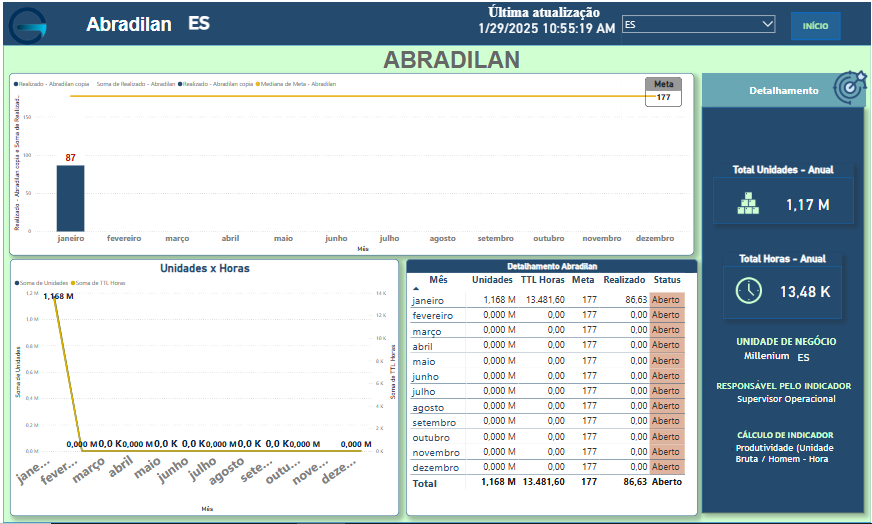 Abradilan ES
Última atualização
1/29/2025 10:55:19 AM
ES
INÍCIO
ABRADILAN
Realizado - Abradilan copia Soma de Realizado - Abradilan Realizado - Abradilan copia Mediana de Meta - Abradilan
Meta
177
Realizado - Abradilan copia e Soma de Realizad...
150
100
50
0
87
janeiro fevereiro março abril maio junho julho agosto setembro outubro novembro dezembro
Mês
Detalhamento
Total Unidades - Anual
1,17 M
Total Horas - Anual
13,48 K
UNIDADE DE NEGÓCIO
Millenium ES
RESPONSÁVEL PELO INDICADOR
Supervisor Operacional
CÁLCULO DE INDICADOR
Produtividade (Unidade
Bruta / Homem - Hora
Unidades x Horas
Soma de Unidades Soma de TTL Horas
Soma de Unidades
1.2 M
1.0 M
0.8 M
0.6 M
0.4 M
0.2 M
0.0 M
1,168 M
0,000 M 0,0 K 0,000 M 0,0 K 0,0 K 0,000 M 0,0 K 0,0 K 0,000 M 0,000 M
14 K
12 K
10 K
8 K
6 K
4 K
2 K
0 K
Soma de TTL Horas
jane... fever... março abril maio junho julho agosto sete... outu... nove... deze...
Mês
Detalhamento Abradilan
Mês Unidades TTL Horas Meta Realizado Status
janeiro 1,168 M 13.481,60 177 86,63 Aberto
fevereiro 0,000 M 0,00 177 0,00 Aberto
março 0,000 M 0,00 177 0,00 Aberto
abril 0,000 M 0,00 177 0,00 Aberto
maio 0,000 M 0,00 177 0,00 Aberto
junho 0,000 M 0,00 177 0,00 Aberto
julho 0,000 M 0,00 177 0,00 Aberto
agosto 0,000 M 0,00 177 0,00 Aberto
setembro 0,000 M 0,00 177 0,00 Aberto
outubro 0,000 M 0,00 177 0,00 Aberto
novembro 0,000 M 0,00 177 0,00 Aberto
dezembro 0,000 M 0,00 177 0,00 Aberto
Total 1,168 M 13.481,60 177 86,63 Aberto